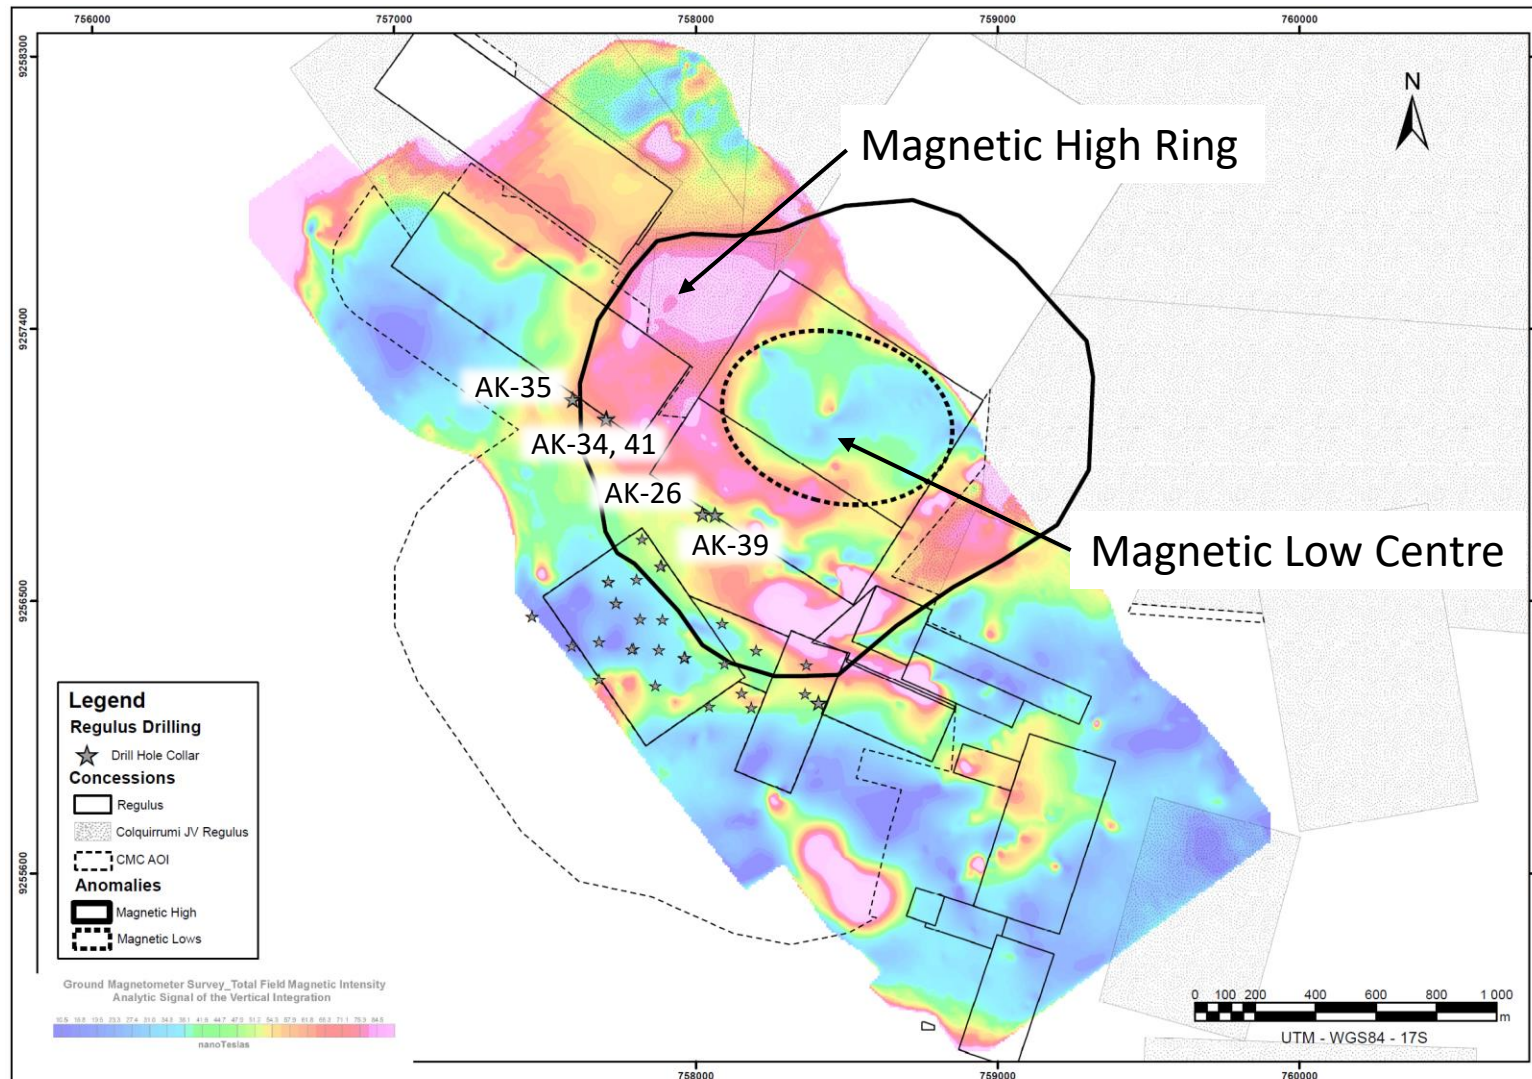 756000 757000 758000 759000 760000
9258300
9257400
9256500
9255600
N
Magnetic High Ring
AK-35
AK-34, 41
AK-26
AK-39
Magnetic Low Centre
Legend
Regulus Drilling
Drill Hole Collar
Concessions
Regulus
Colquirrumi JV Regulus
CMC AOI
Anomalies
Magnetic High
Magnetic Lows
Ground Magnetometer Survey_Total Field Magnetic Intensity
Analytic Signal of the Vertical Integration
nanoTeslas
0 100 200 400 600 800 1 000
m
UTM - WGS84 - 17S
758000 759000 760000